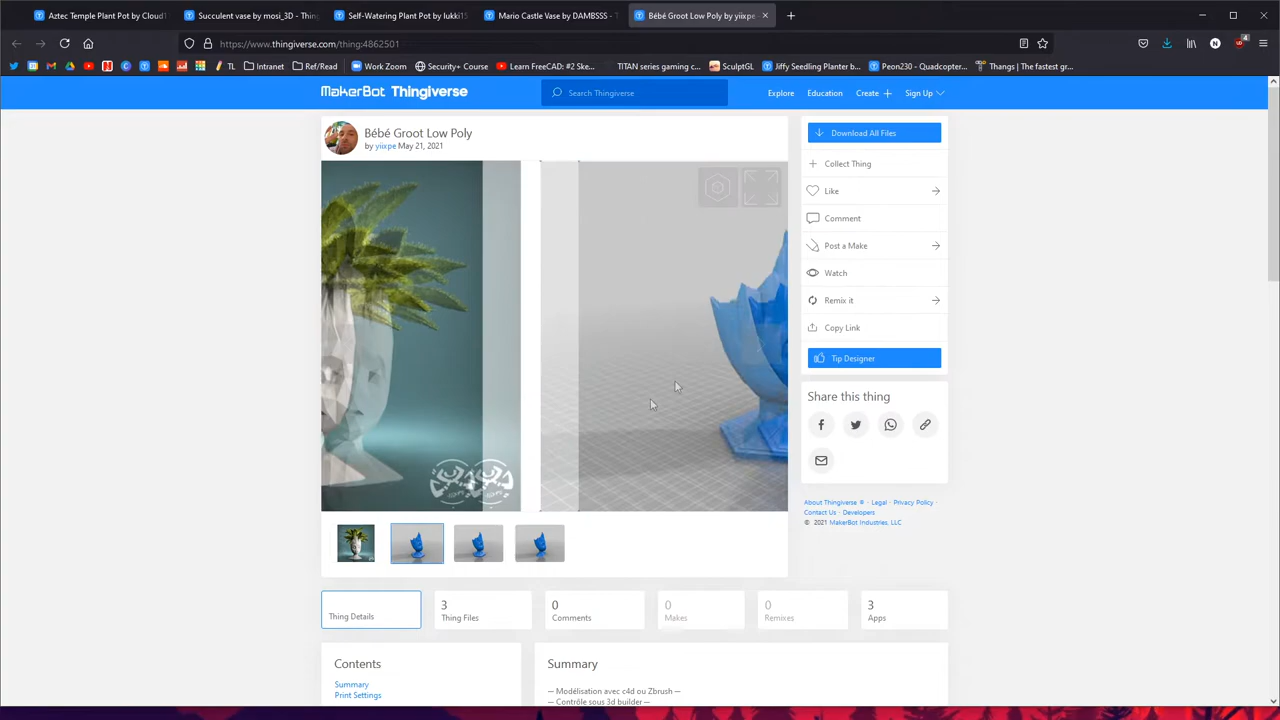 Aztec Temple Plant Pot by Cloud1
Succulent vase by mosi_3D - Thing
Self-Watering Plant Pot by lukki15
Mario Castle Vase by DAMBSSS - T
Bébé Groot Low Poly by yiixpe
https://www.thingiverse.com/thing:4862501
TL
Intranet
Ref/Read
Work Zoom
Security+ Course
Learn FreeCAD: #2 Ske...
TITAN series gaming c...
SculptGL
Jiffy Seedling Planter b...
Peon230 - Quadcopter...
Thangs | The fastest gr...
MakerBot Thingiverse
Search Thingiverse
Explore
Education
Create
Sign Up
Bébé Groot Low Poly
by yiixpe May 21, 2021
Download All Files
Collect Thing
Like
Comment
Post a Make
Watch
Remix it
Copy Link
Tip Designer
Share this thing
About Thingiverse ® · Legal · Privacy Policy ·
Contact Us · Developers
© 2021 MakerBot Industries, LLC
Thing Details
3
Thing Files
0
Comments
0
Makes
0
Remixes
3
Apps
Contents
Summary
Print Settings
Summary
— Modélisation avec c4d ou Zbrush —
— Contrôle sous 3d builder —